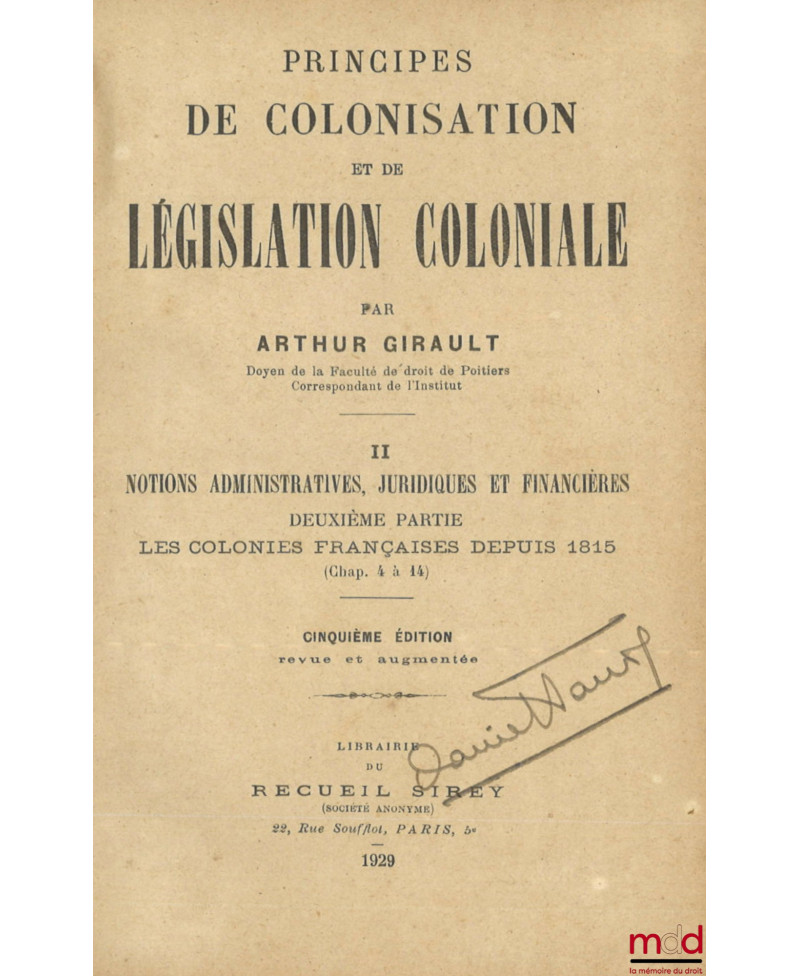 PRINCIPES
DE COLONISATION
ET DE
LÉGISLATION COLONIALE
PAR
ARTHUR GIRAULT
Doyen de la Faculté de droit de Poitiers
Correspondant de l'Institut
II
NOTIONS ADMINISTRATIVES, JURIDIQUES ET FINANCIÈRES
DEUXIÈME PARTIE
LES COLONIES FRANÇAISES DEPUIS 1815
(Chap. 4 à 14)
CINQUIÈME ÉDITION
revue et augmentée
LIBRAIRIE
DU
RECUEIL SIREY
(SOCIÉTÉ ANONYME)
22, Rue Soufflot, PARIS, 5e
1929
mdd
la mémoire du droit